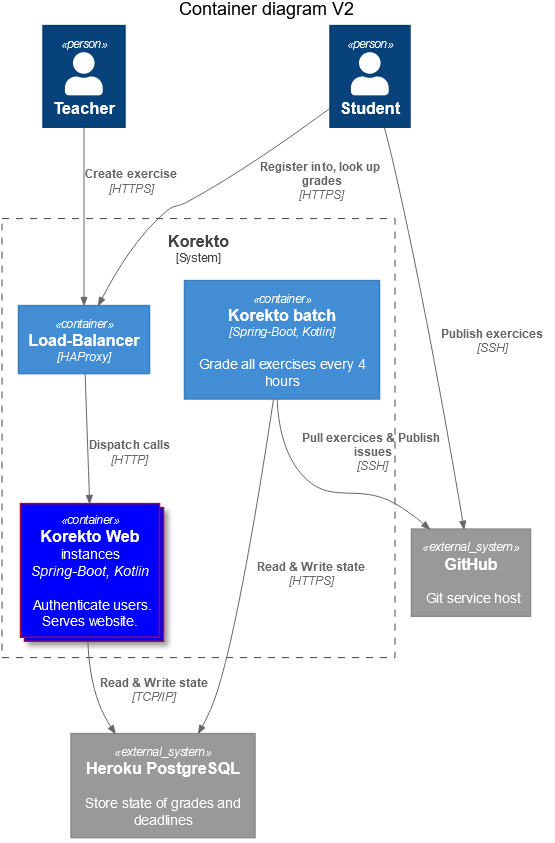 Container diagram V2
«person»
Teacher
«person»
Student
Create exercise
[HTTPS]
Register into, look up
grades
[HTTPS]
Korekto
[System]
«container»
Load-Balancer
[HAProxy]
«container»
Korekto batch
[Spring-Boot, Kotlin]
Grade all exercises every 4
hours
Publish exercices
[SSH]
Dispatch calls
[HTTP]
Pull exercices & Publish
issues
[SSH]
«container»
Korekto Web
instances
Spring-Boot, Kotlin
Authenticate users.
Serves website.
«external_system»
GitHub
Git service host
Read & Write state
[HTTPS]
Read & Write state
[TCP/IP]
«external_system»
Heroku PostgreSQL
Store state of grades and
deadlines